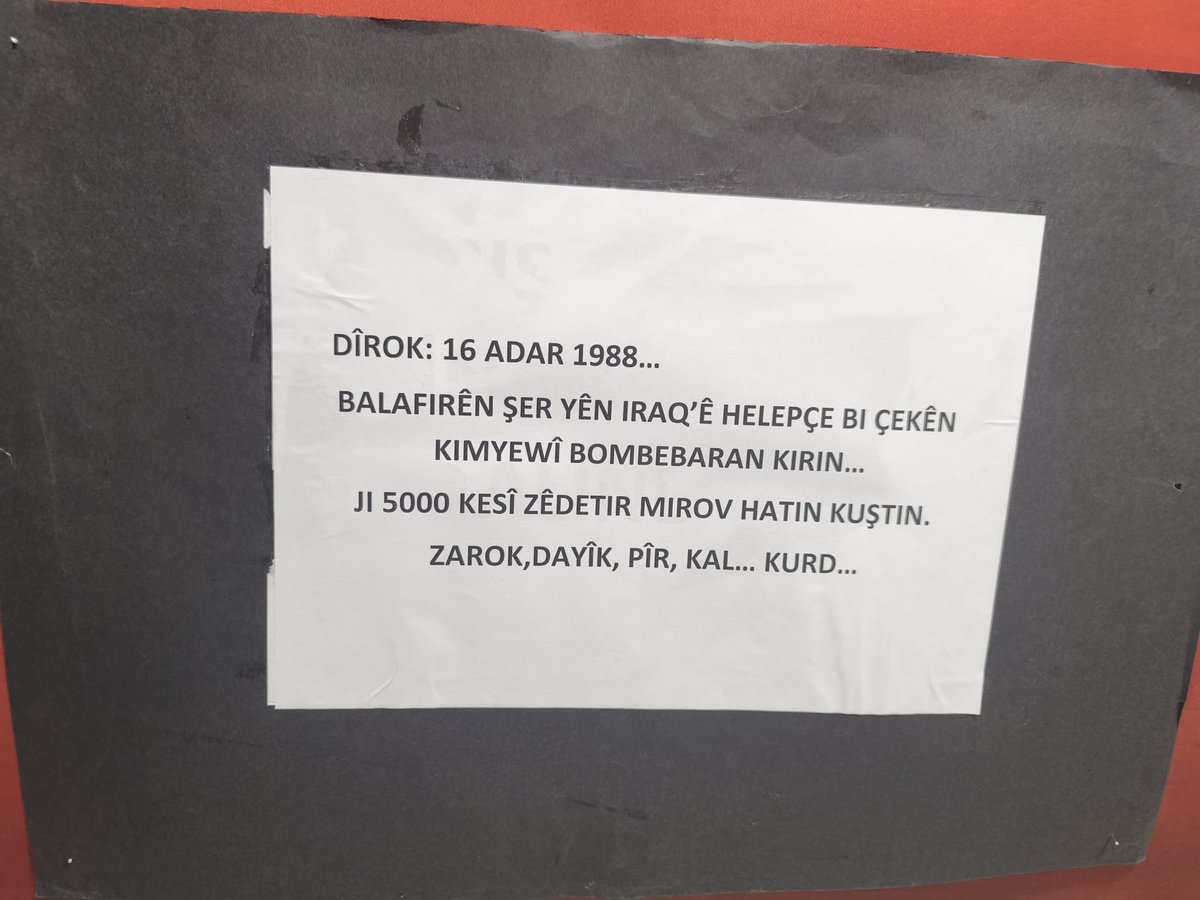 DÎROK: 16 ADAR 1988...
BALAFIRÊN ŞER YÊN IRAQ'Ê HELEPÇE BI ÇEKÊN
KIMYEWÎ BOMBEBARAN KIRIN...
JI 5000 KESÎ ZÊDETIR MIROV HATIN KUŞTIN.
ZAROK,DAYÎK, PÎR, KAL... KURD...